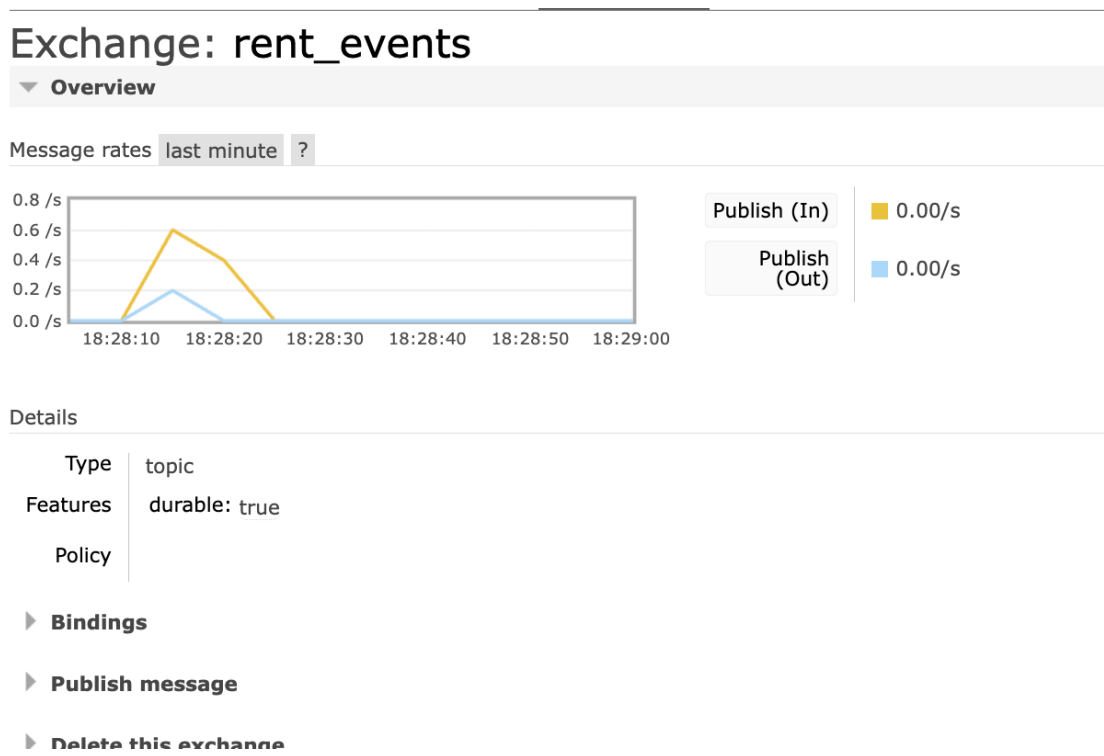 Exchange: rent_events
Overview
Message rates last minute ?
0.8 /s
0.6 /s
0.4 /s
0.2 /s
0.0 /s
18:28:10 18:28:20 18:28:30 18:28:40 18:28:50 18:29:00
Publish (In) 0.00/s
Publish
(Out) 0.00/s
Details
Type topic
Features durable: true
Policy
Bindings
Publish message
Delete this exchange